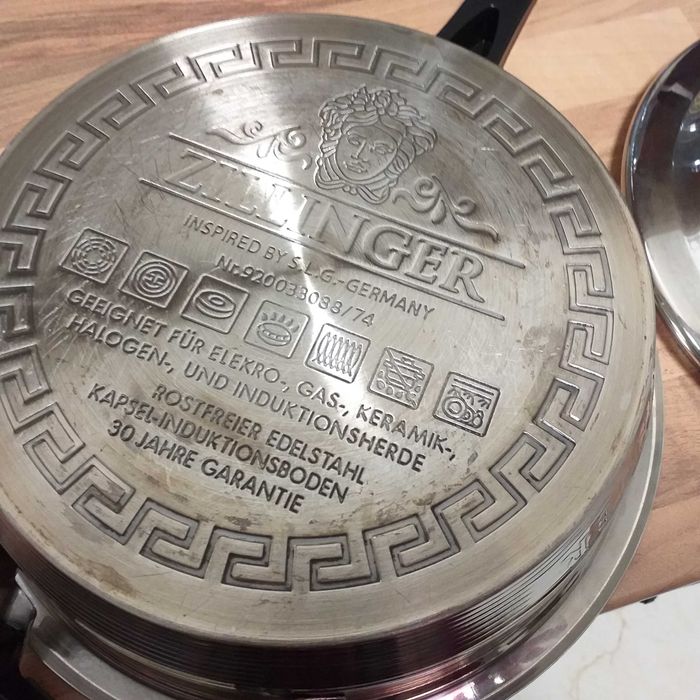 ZILLINGER
INSPIRED BY S.L.G.-GERMANY
Nr.920033088/74
GEEIGNET FÜR ELEKRO-, GAS-, KERAMIK-,
HALOGEN-, UND INDUKTIONSHERDE
ROSTFREIER EDELSTAHL
KAPSEL-INDUKTIONSBODEN
30 JAHRE GARANTIE